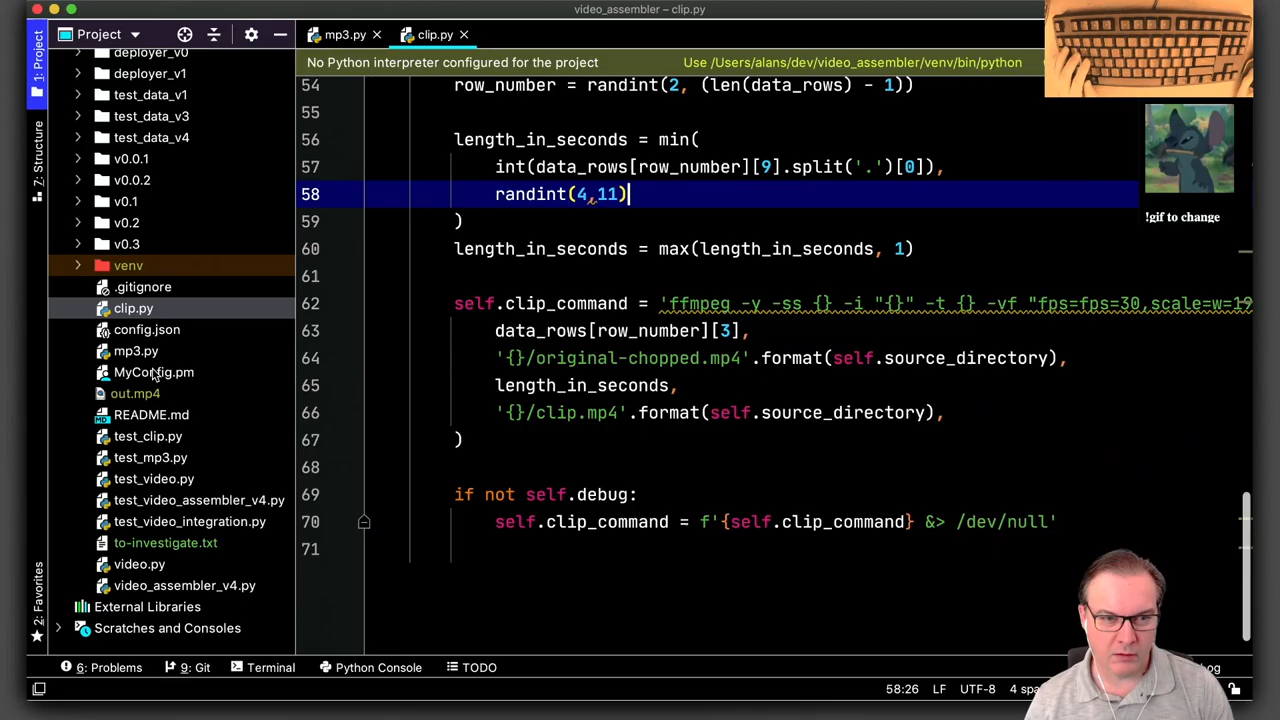 video_assembler – clip.py
Project
mp3.py
clip.py
No Python interpreter configured for the project
Use /Users/alans/dev/video_assembler/venv/bin/python
1: Project
7: Structure
2: Favorites
deployer_v0
deployer_v1
test_data_v1
test_data_v3
test_data_v4
v0.0.1
v0.0.2
v0.1
v0.2
v0.3
venv
.gitignore
clip.py
config.json
mp3.py
MyConfig.pm
out.mp4
README.md
test_clip.py
test_mp3.py
test_video.py
test_video_assembler_v4.py
test_video_integration.py
to-investigate.txt
video.py
video_assembler_v4.py
External Libraries
Scratches and Consoles
54 row_number = randint(2, (len(data_rows) - 1))
55
56 length_in_seconds = min(
57 int(data_rows[row_number][9].split('.')[0]),
58 randint(4,11)
59 )
60 length_in_seconds = max(length_in_seconds, 1)
61
62 self.clip_command = 'ffmpeg -y -ss {} -i "{}" -t {} -vf "fps=fps=30,scale=w=19
63 data_rows[row_number][3],
64 '{}/original-chopped.mp4'.format(self.source_directory),
65 length_in_seconds,
66 '{}/clip.mp4'.format(self.source_directory),
67 )
68
69 if not self.debug:
70 self.clip_command = f'{self.clip_command} &> /dev/null'
71
!gif to change
6: Problems
9: Git
Terminal
Python Console
TODO
og
58:26
LF
UTF-8
4 spa